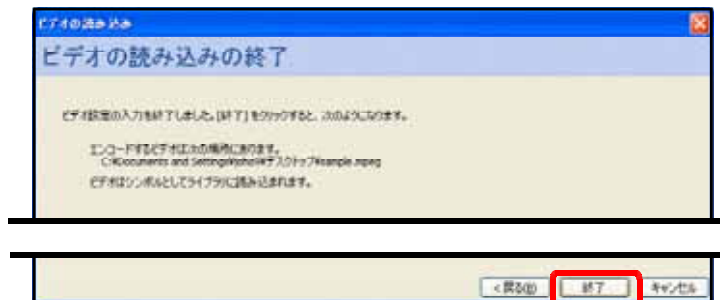 ビデオの読み込み
ビデオの読み込みの終了
ビデオ設定の入力を終了しました。[終了] をクリックすると、次のようになります。
エンコードするビデオは次の場所にあります。
C:¥Documents and Settings¥shori¥デスクトップ¥sample.mpeg
ビデオはシンボルとしてライブラリに読み込まれます。
< 戻る(B)
終了
キャンセル